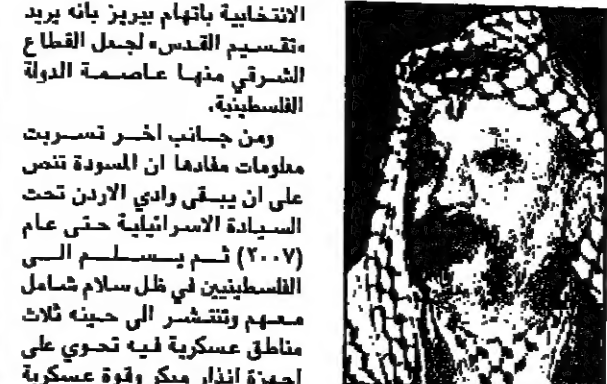 الانتخابية باتهام بيريز بانه يريد
«تقسيم القدس» لجعل القطاع
الشرقي منها عاصمة الدولة
الفلسطينية.
ومن جانب اخر تسربت
معلومات مفادها ان المسودة تنص
على ان يبقى وادي الاردن تحت
السيادة الاسرائيلية حتى عام
(٢٠٠٧) ثم يسلم الى
الفلسطينيين في ظل سلام شامل
معهم وتنتشر الى حينه ثلاث
مناطق عسكرية فيه تحوي على
اجهزة انذار مبكر وقوة عسكرية